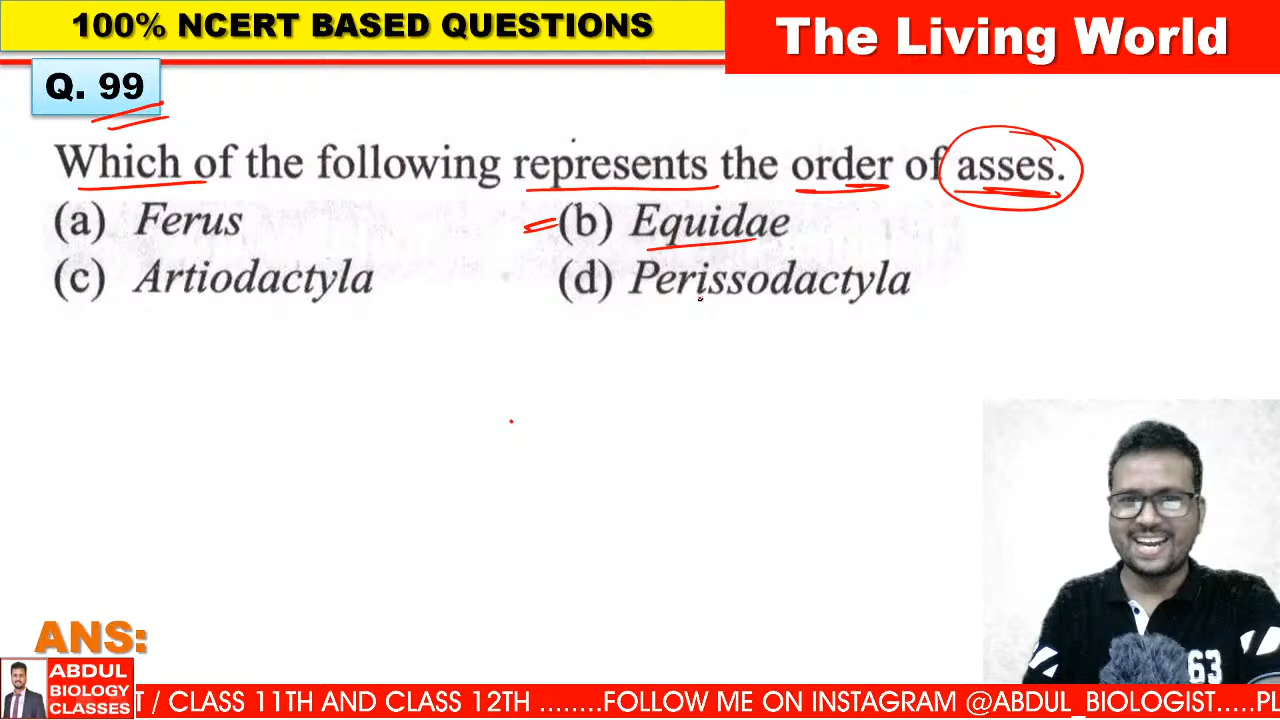 100% NCERT BASED QUESTIONS
The Living World
Q. 99
Which of the following represents the order of asses.
(a) Ferus
(b) Equidae
(c) Artiodactyla
(d) Perissodactyla
63
ANS:
ABDUL
BIOLOGY
CLASSES
T / CLASS 11TH AND CLASS 12TH ........FOLLOW ME ON INSTAGRAM @ABDUL_BIOLOGIST.....PL